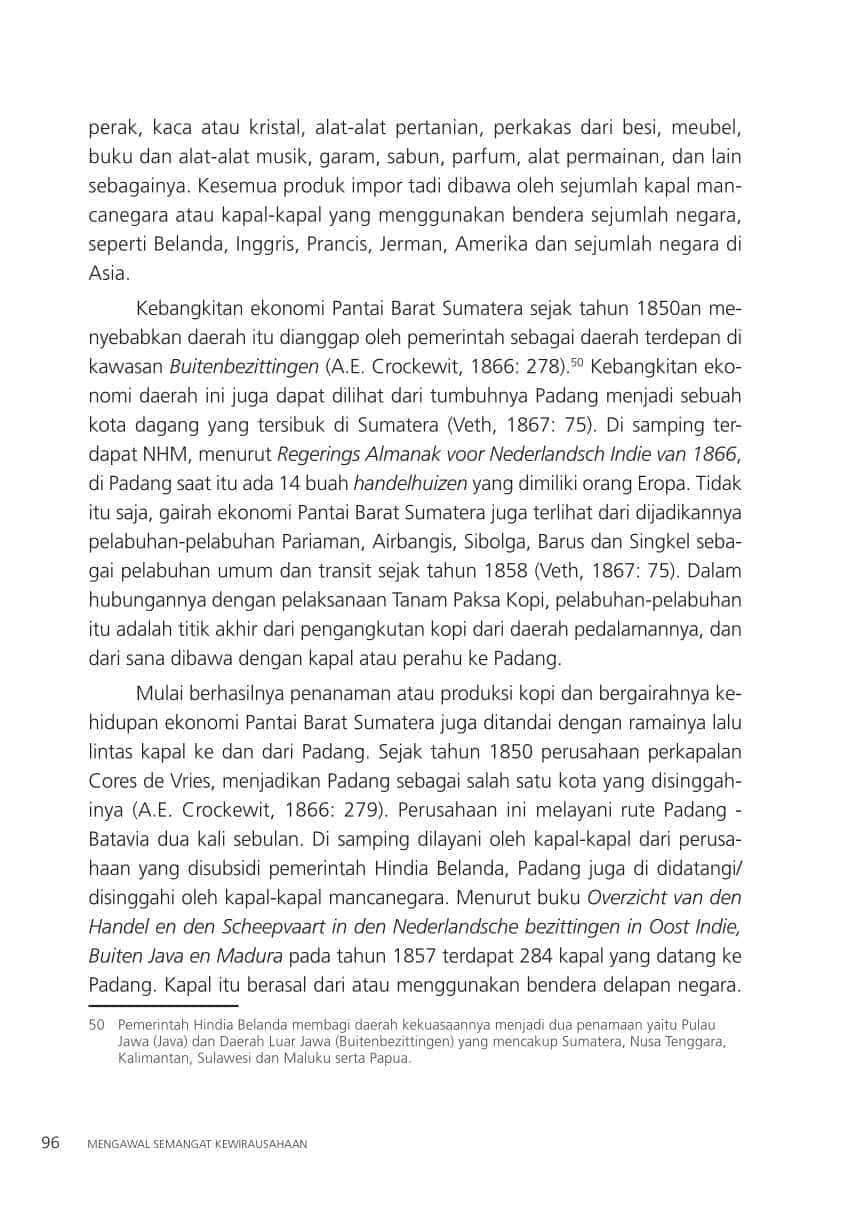 perak, kaca atau kristal, alat-alat pertanian, perkakas dari besi, meubel,
buku dan alat-alat musik, garam, sabun, parfum, alat permainan, dan lain
sebagainya. Kesemua produk impor tadi dibawa oleh sejumlah kapal man-
canegara atau kapal-kapal yang menggunakan bendera sejumlah negara,
seperti Belanda, Inggris, Prancis, Jerman, Amerika dan sejumlah negara di
Asia.
Kebangkitan ekonomi Pantai Barat Sumatera sejak tahun 1850an me-
nyebabkan daerah itu dianggap oleh pemerintah sebagai daerah terdepan di
kawasan Buitenbezittingen (A.E. Crockewit, 1866: 278).50 Kebangkitan eko-
nomi daerah ini juga dapat dilihat dari tumbuhnya Padang menjadi sebuah
kota dagang yang tersibuk di Sumatera (Veth, 1867: 75). Di samping ter-
dapat NHM, menurut Regerings Almanak voor Nederlandsch Indie van 1866,
di Padang saat itu ada 14 buah handelhuizen yang dimiliki orang Eropa. Tidak
itu saja, gairah ekonomi Pantai Barat Sumatera juga terlihat dari dijadikannya
pelabuhan-pelabuhan Pariaman, Airbangis, Sibolga, Barus dan Singkel seba-
gai pelabuhan umum dan transit sejak tahun 1858 (Veth, 1867: 75). Dalam
hubungannya dengan pelaksanaan Tanam Paksa Kopi, pelabuhan-pelabuhan
itu adalah titik akhir dari pengangkutan kopi dari daerah pedalamannya, dan
dari sana dibawa dengan kapal atau perahu ke Padang.
Mulai berhasilnya penanaman atau produksi kopi dan bergairahnya ke-
hidupan ekonomi Pantai Barat Sumatera juga ditandai dengan ramainya lalu
lintas kapal ke dan dari Padang. Sejak tahun 1850 perusahaan perkapalan
Cores de Vries, menjadikan Padang sebagai salah satu kota yang disinggah-
inya (A.E. Crockewit, 1866: 279). Perusahaan ini melayani rute Padang -
Batavia dua kali sebulan. Di samping dilayani oleh kapal-kapal dari perusa-
haan yang disubsidi pemerintah Hindia Belanda, Padang juga di didatangi/
disinggahi oleh kapal-kapal mancanegara. Menurut buku Overzicht van den
Handel en den Scheepvaart in den Nederlandsche bezittingen in Oost Indie,
Buiten Java en Madura pada tahun 1857 terdapat 284 kapal yang datang ke
Padang. Kapal itu berasal dari atau menggunakan bendera delapan negara.
50 Pemerintah Hindia Belanda membagi daerah kekuasaannya menjadi dua penamaan yaitu Pulau
Jawa (Java) dan Daerah Luar Jawa (Buitenbezittingen) yang mencakup Sumatera, Nusa Tenggara,
Kalimantan, Sulawesi dan Maluku serta Papua.
96 MENGAWAL SEMANGAT KEWIRAUSAHAAN